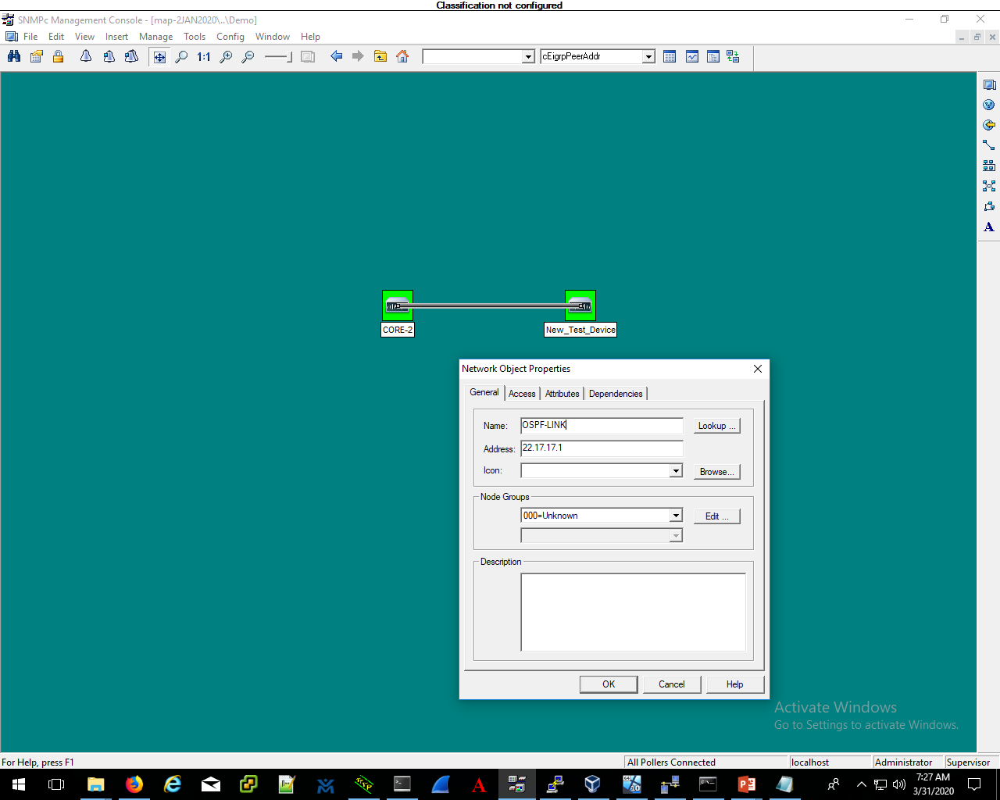 Classification not configured
SNMPc Management Console - [map-2JAN2020\..\Demo]
File Edit View Insert Manage Tools Config Window Help
1:1 cEigrpPeerAddr
A
CORE-2 New_Test_Device
Network Object Properties
General Access Attributes Dependencies
Name: OSPF-LINK Lookup ...
Address: 22.17.17.1
Icon: Browse...
Node Groups
000=Unknown Edit ...
Description
OK Cancel Help
Activate Windows
Go to Settings to activate Windows.
For Help, press F1 All Pollers Connected localhost Administrator Supervisor
7:27 AM
3/31/2020